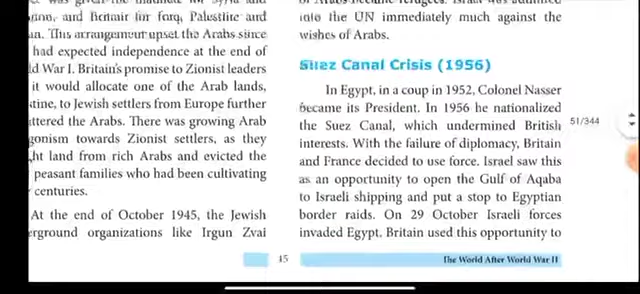 and Britain for Iraq, Palestine and
This arrangement upset the Arabs since
had expected independence at the end of
ld War I. Britain's promise to Zionist leaders
it would allocate one of the Arab lands,
stine, to Jewish settlers from Europe further
ttered the Arabs. There was growing Arab
gonism towards Zionist settlers, as they
ht land from rich Arabs and evicted the
peasant families who had been cultivating
centuries.
At the end of October 1945, the Jewish
erground organizations like Irgun Zvai
into the UN immediately much against the
wishes of Arabs.
Suez Canal Crisis (1956)
In Egypt, in a coup in 1952, Colonel Nasser
became its President. In 1956 he nationalized
the Suez Canal, which undermined British
interests. With the failure of diplomacy, Britain
and France decided to use force. Israel saw this
as an opportunity to open the Gulf of Aqaba
to Israeli shipping and put a stop to Egyptian
border raids. On 29 October Israeli forces
invaded Egypt. Britain used this opportunity to
51/344
15
The World After World War II